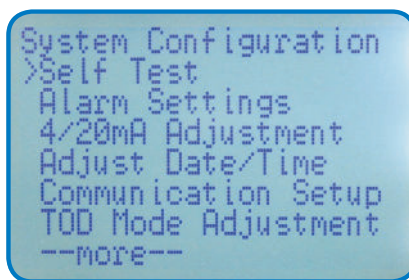 System Configuration
>Self Test
Alarm Settings
4/20mA Adjustment
Adjust Date/Time
Communication Setup
TOD Mode Adjustment
--more--